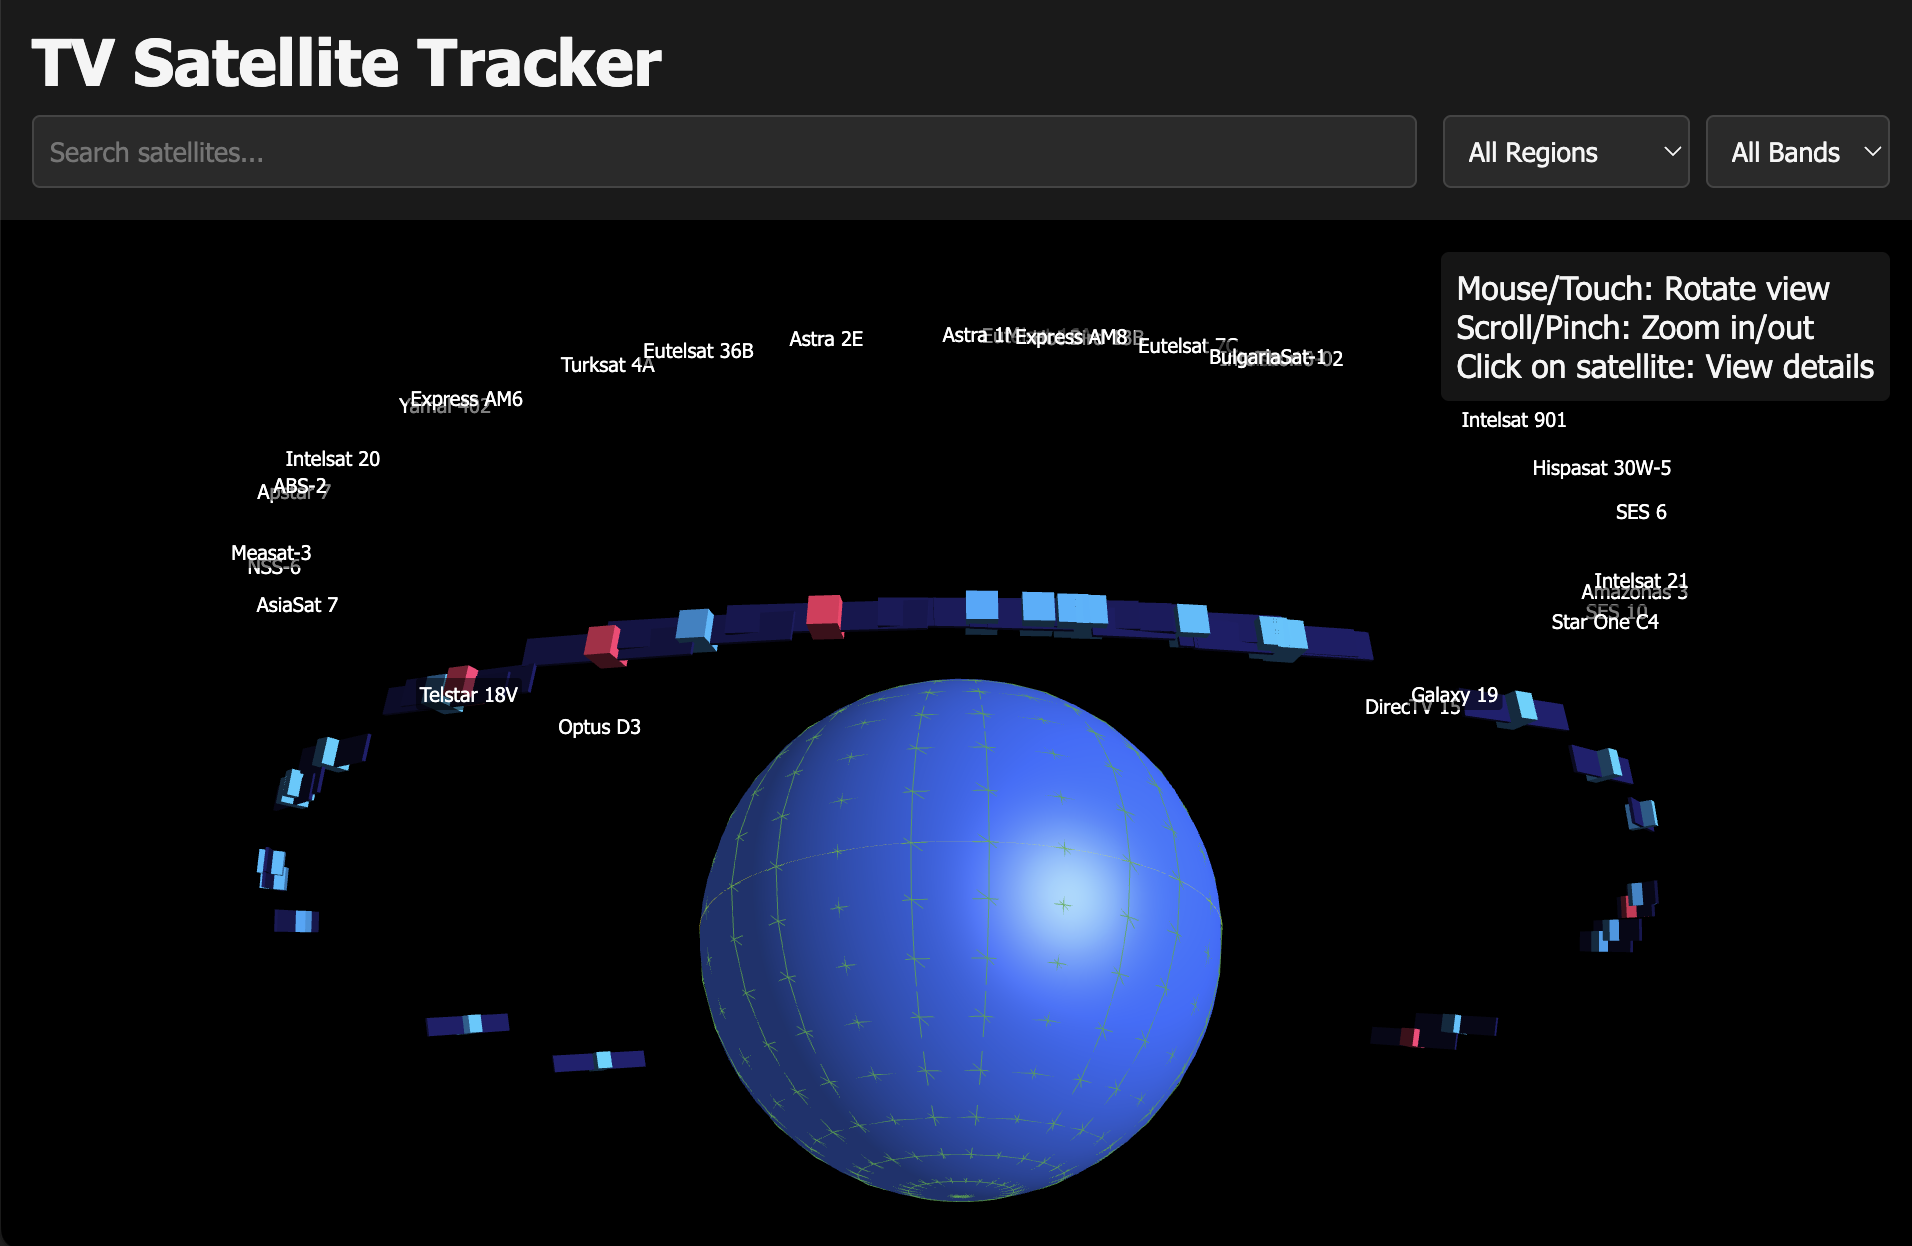 TV Satellite Tracker
Search satellites...
All Regions
All Bands
Mouse/Touch: Rotate view
Scroll/Pinch: Zoom in/out
Click on satellite: View details
Astra 1M
Express AM8
Astra 2E
Eutelsat 7C
Eutelsat 36B
BulgariaSat-1
Turksat 4A
Express AM6
Yamal 402
Intelsat 901
Intelsat 20
Hispasat 30W-5
ABS-2
Apstar 7
SES 6
Measat-3
NSS-6
Intelsat 21
Amazonas 3
AsiaSat 7
SES 10
Star One C4
Telstar 18V
Galaxy 19
DirecTV 15
Optus D3